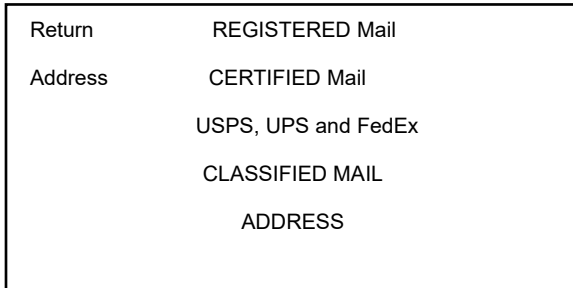 Return REGISTERED Mail
Address CERTIFIED Mail
USPS, UPS and FedEx
CLASSIFIED MAIL
ADDRESS